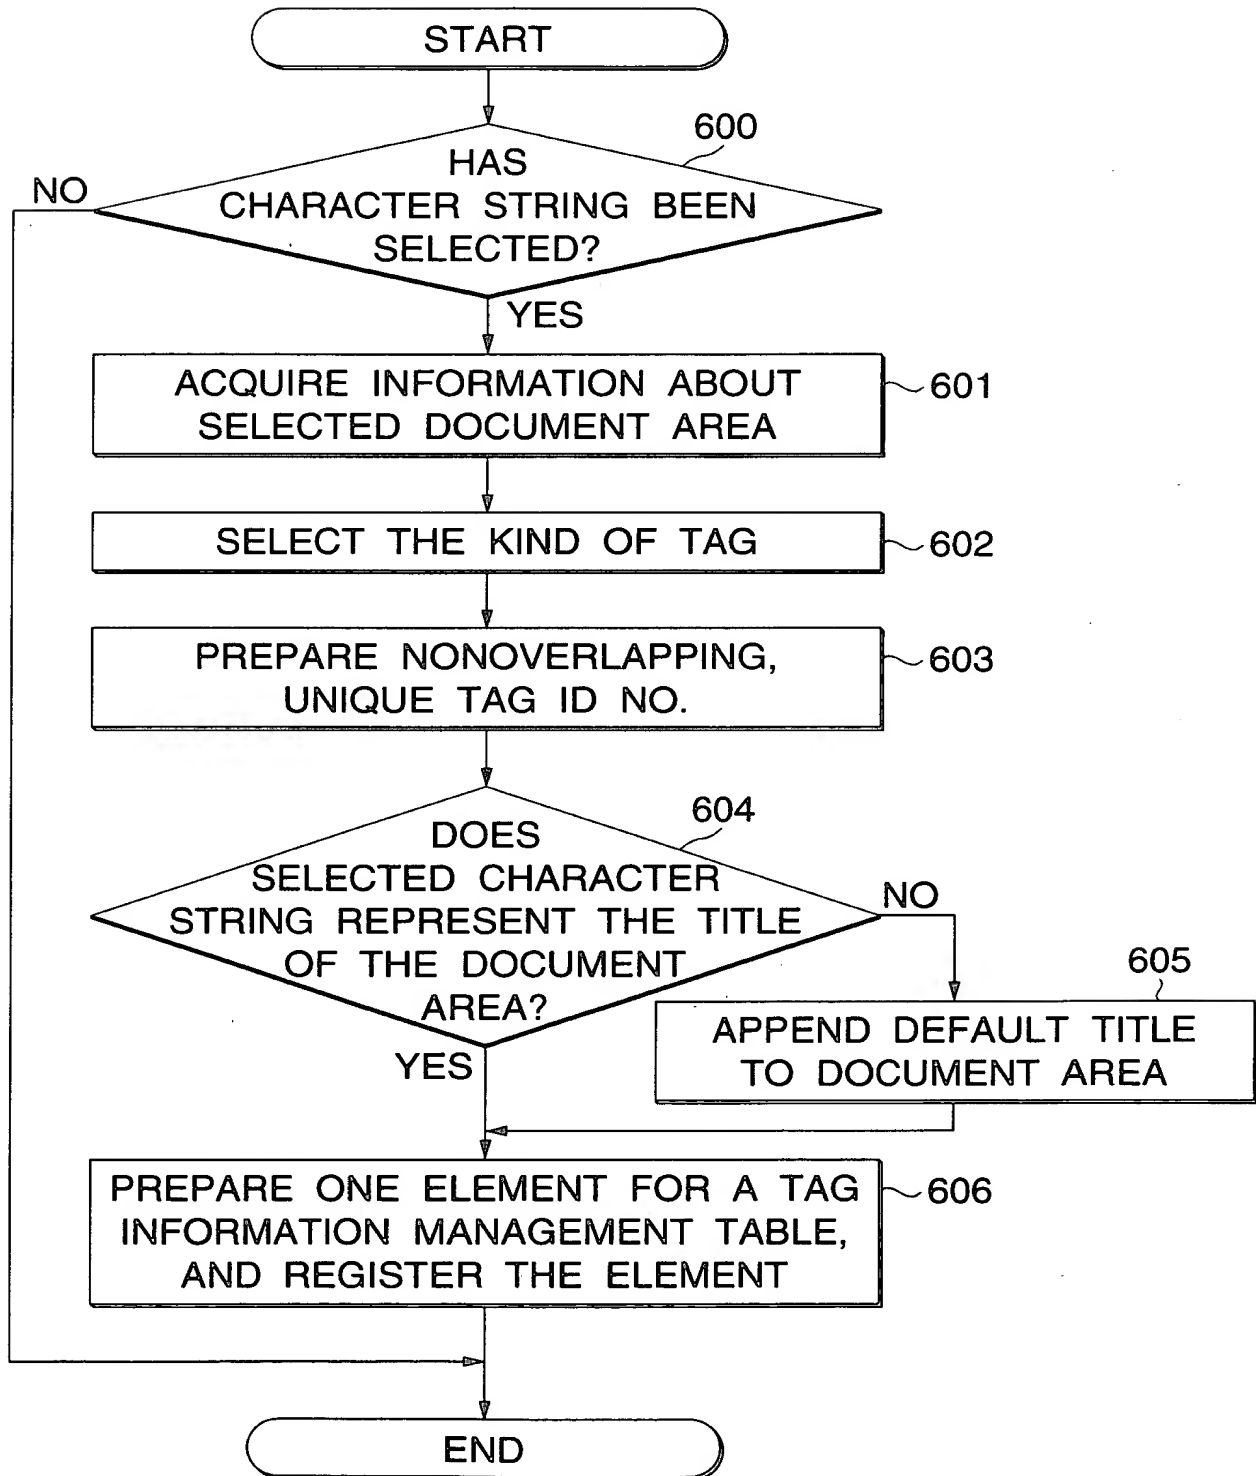 START
600
HAS
CHARACTER STRING BEEN
SELECTED?
NO
YES
ACQUIRE INFORMATION ABOUT
SELECTED DOCUMENT AREA
601
SELECT THE KIND OF TAG
602
PREPARE NONOVERLAPPING,
UNIQUE TAG ID NO.
603
604
DOES
SELECTED CHARACTER
STRING REPRESENT THE TITLE
OF THE DOCUMENT
AREA?
NO
YES
605
APPEND DEFAULT TITLE
TO DOCUMENT AREA
PREPARE ONE ELEMENT FOR A TAG
INFORMATION MANAGEMENT TABLE,
AND REGISTER THE ELEMENT
606
END